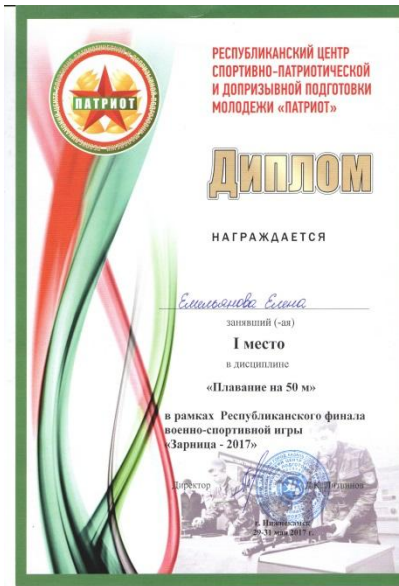 ПАТРИОТ
РЕСПУБЛИКАНСКИЙ ЦЕНТР
СПОРТИВНО-ПАТРИОТИЧЕСКОЙ
И ДОПРИЗЫВНОЙ ПОДГОТОВКИ
МОЛОДЕЖИ «ПАТРИОТ»
ДИПЛОМ
НАГРАЖДАЕТСЯ
Емельянова Елена
занявший (-ая)
I место
в дисциплине
«Плавание на 50 м»
в рамках Республиканского финала
военно-спортивной игры
«Зарница - 2017»
Директор
г. Нижнекамск
29-31 мая 2017 г.